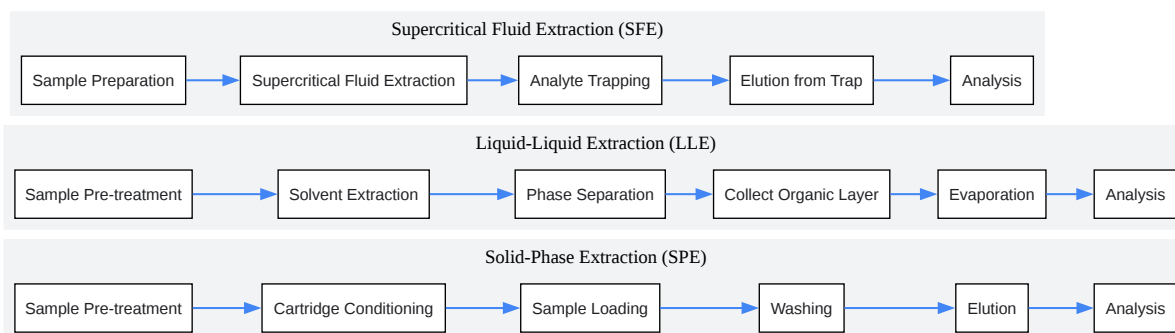 Supercritical Fluid Extraction (SFE)
Sample Preparation
Supercritical Fluid Extraction
Analyte Trapping
Elution from Trap
Analysis
Liquid-Liquid Extraction (LLE)
Sample Pre-treatment
Solvent Extraction
Phase Separation
Collect Organic Layer
Evaporation
Analysis
Solid-Phase Extraction (SPE)
Sample Pre-treatment
Cartridge Conditioning
Sample Loading
Washing
Elution
Analysis